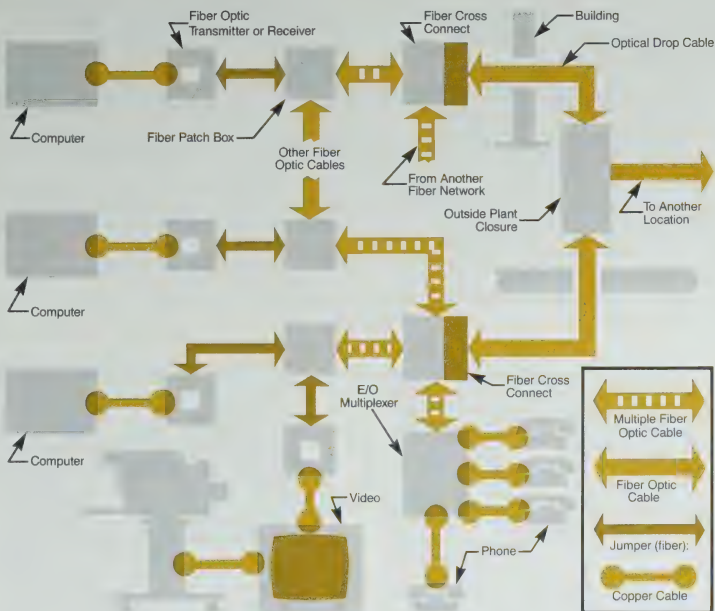 Fiber Optic
Transmitter or Receiver
Fiber Cross
Connect
Building
Optical Drop Cable
Computer
Fiber Patch Box
Other Fiber
Optic Cables
From Another
Fiber Network
Outside Plant
Closure
To Another
Location
Computer
E/O
Multiplexer
Fiber Cross
Connect
Computer
Video
Phone
Multiple Fiber
Optic Cable
Fiber Optic
Cable
Jumper (fiber):
Copper Cable